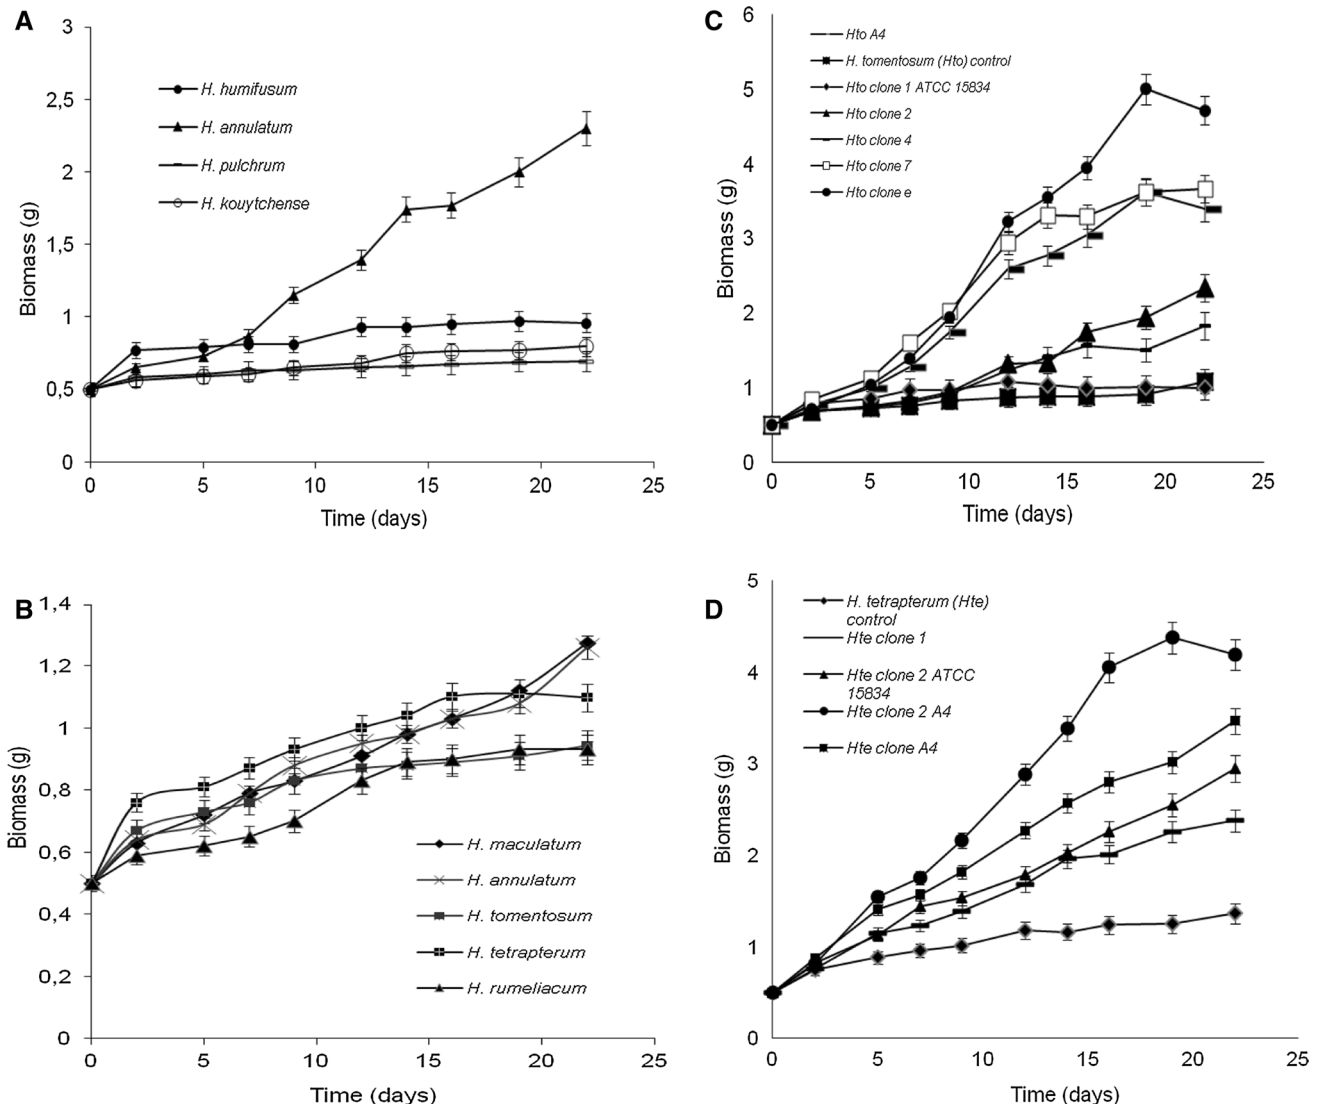 A
3
2,5
2
1,5
1
0,5
0
Biomass (g)
H. humifusum
H. annulatum
H. pulchrum
H. kouytchense
0 5 10 15 20 25
Time (days)
C
6
5
4
3
2
1
0
Biomass (g)
Hto A4
H. tomentosum (Hto) control
Hto clone 1 ATCC 15834
Hto clone 2
Hto clone 4
Hto clone 7
Hto clone e
0 5 10 15 20 25
Time (days)
B
1,4
1,2
1
0,8
0,6
0,4
0,2
0
Biomass (g)
H. maculatum
H. annulatum
H. tomentosum
H. tetrapterum
H. rumeliacum
0 5 10 15 20 25
Time (days)
D
5
4
3
2
1
0
Biomass (g)
H. tetrapterum (Hte)
control
Hte clone 1
Hte clone 2 ATCC
15834
Hte clone 2 A4
Hte clone A4
0 5 10 15 20 25
Time (days)